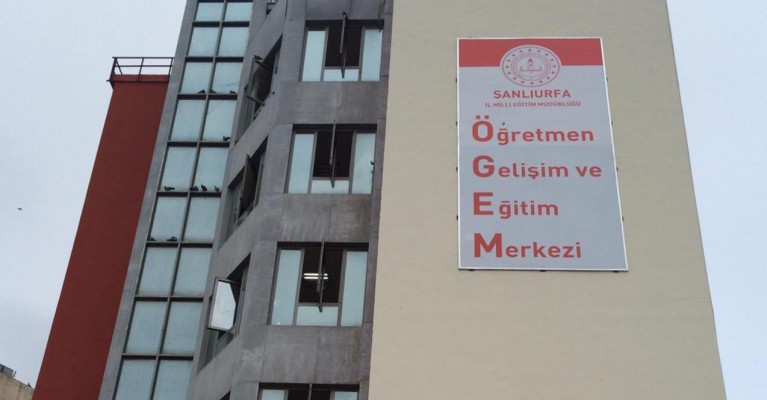 ŞANLIURFA
İL MİLLİ EĞİTİM MÜDÜRLÜĞÜ
Öğretmen
Gelişim ve
Eğitim
Merkezi